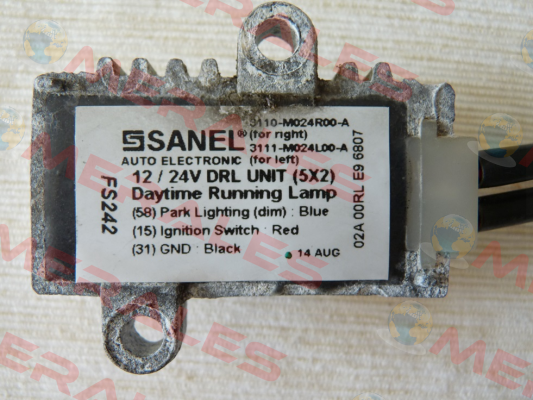 3110-M024R00-A
SANEL® (for right)
3111-M024L00-A
AUTO ELECTRONIC (for left)
12 / 24V DRL UNIT (5X2)
Daytime Running Lamp
(58) Park Lighting (dim) : Blue
(15) Ignition Switch : Red
(31) GND : Black
14 AUG
FS242
02A 00RL E9 6807
MERALES